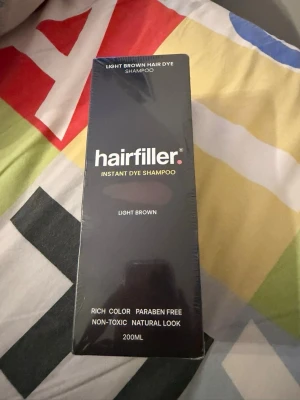 LIGHT BROWN HAIR DYE
SHAMPOO
hairfiller.
INSTANT DYE SHAMPOO
LIGHT BROWN
RICH COLOR PARABEN FREE
NON-TOXIC NATURAL LOOK
200ML